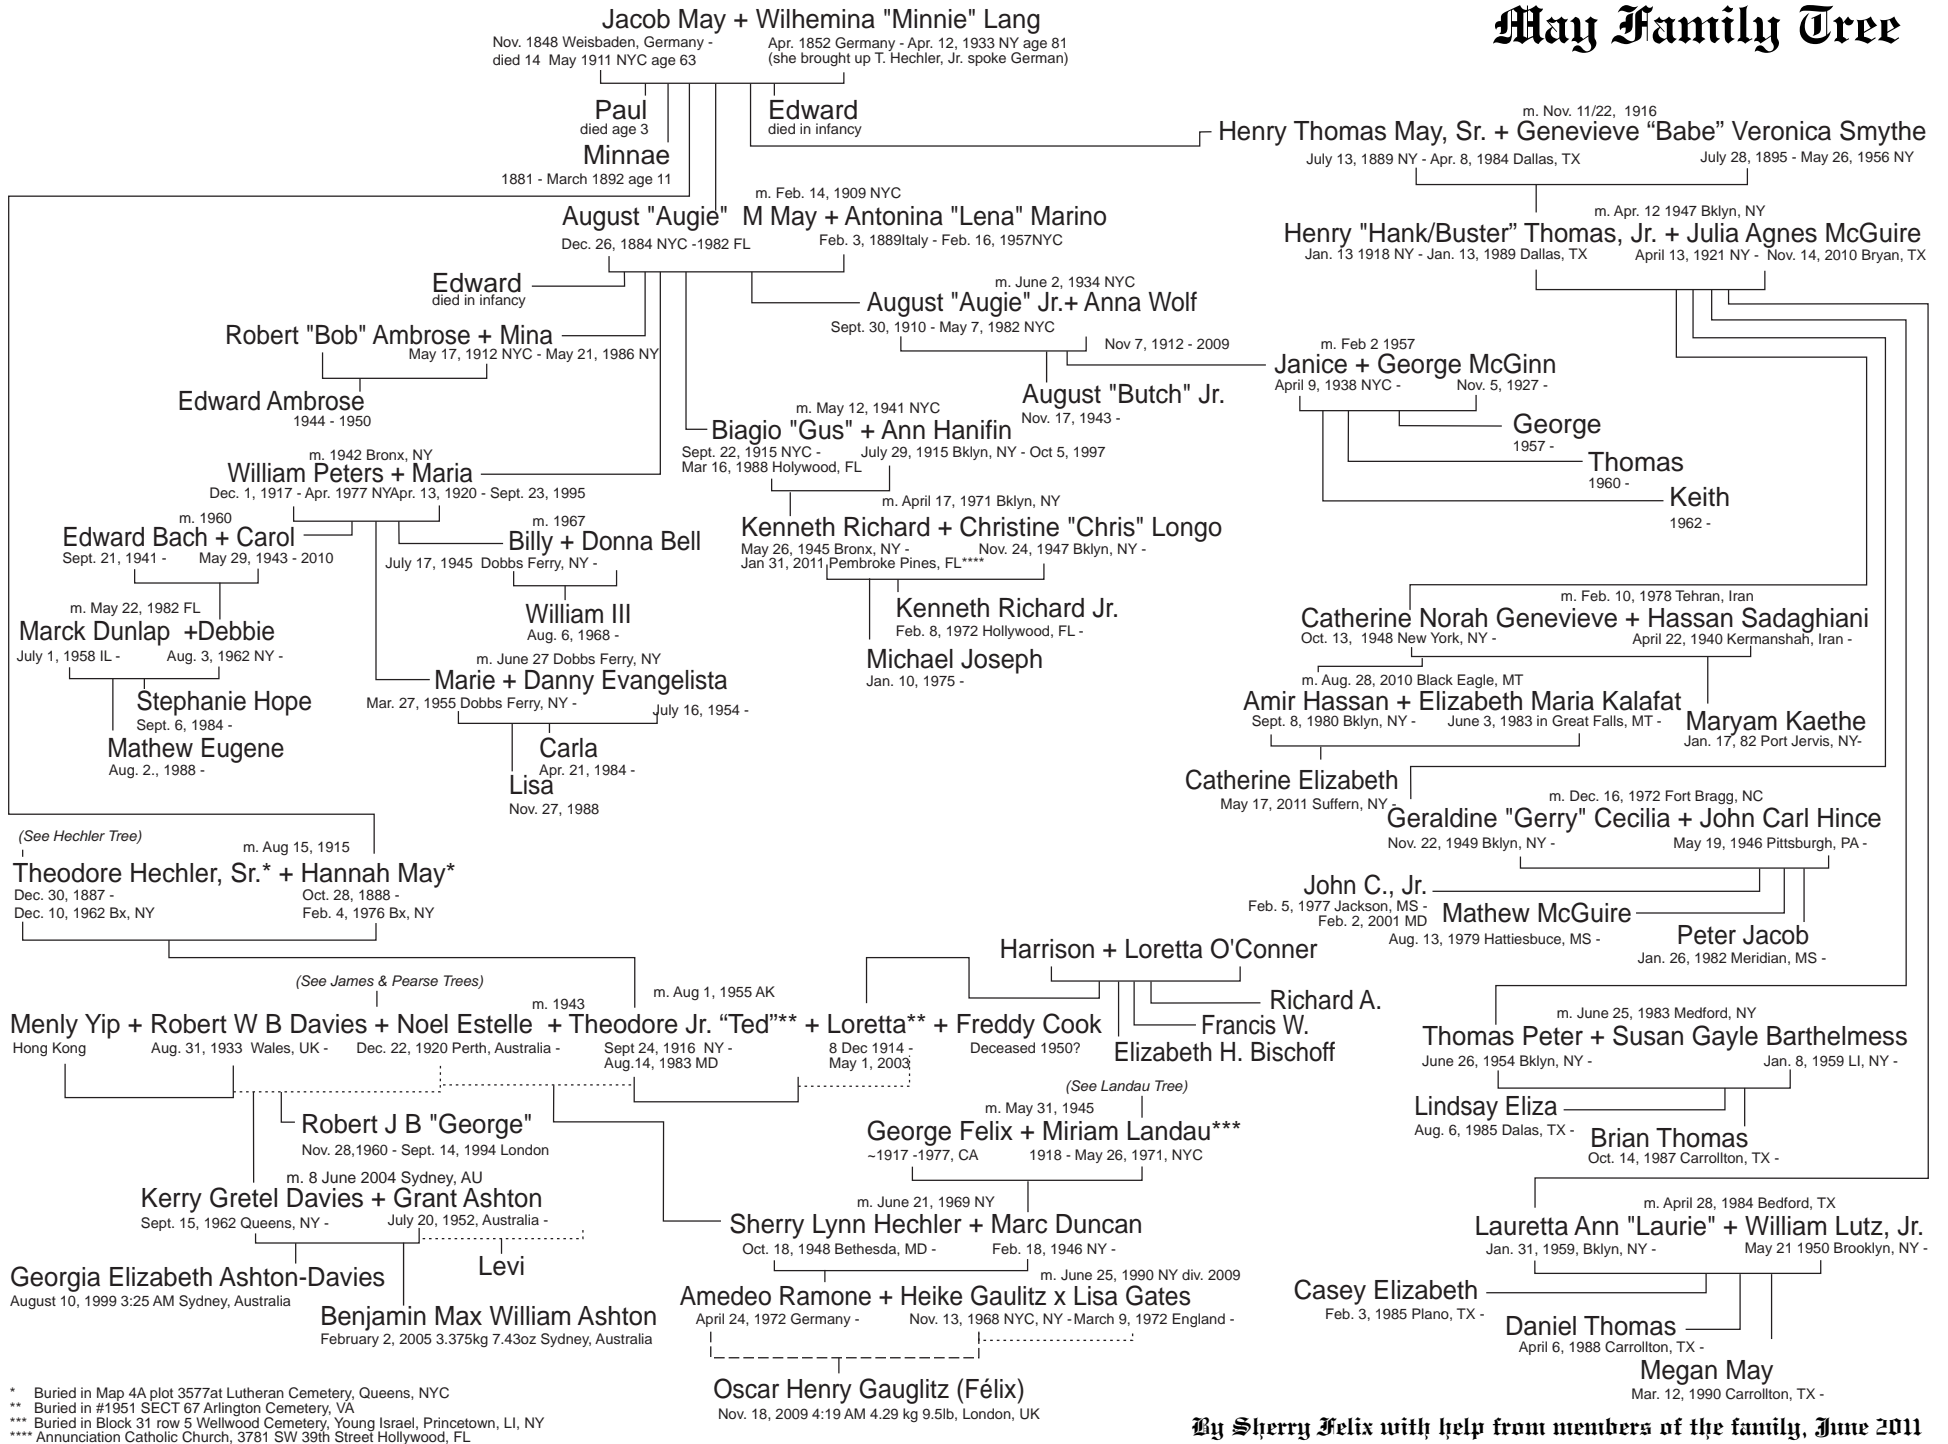 May Family Tree
Jacob May + Wilhemina "Minnie" Lang
Nov. 1848 Weisbaden, Germany -
died 14 May 1911 NYC age 63
Apr. 1852 Germany - Apr. 12, 1933 NY age 81
(she brought up T. Hechler, Jr. spoke German)
Paul
died age 3
Edward
died in infancy
Minnae
1881 - March 1892 age 11
m. Nov. 11/22, 1916
Henry Thomas May, Sr. + Genevieve “Babe” Veronica Smythe
July 13, 1889 NY - Apr. 8, 1984 Dallas, TX
July 28, 1895 - May 26, 1956 NY
m. Feb. 14, 1909 NYC
August "Augie" M May + Antonina "Lena" Marino
Dec. 26, 1884 NYC -1982 FL
Feb. 3, 1889Italy - Feb. 16, 1957NYC
m. Apr. 12 1947 Bklyn, NY
Henry "Hank/Buster” Thomas, Jr. + Julia Agnes McGuire
Jan. 13 1918 NY - Jan. 13, 1989 Dallas, TX
April 13, 1921 NY - Nov. 14, 2010 Bryan, TX
Edward
died in infancy
m. June 2, 1934 NYC
August "Augie" Jr.+ Anna Wolf
Sept. 30, 1910 - May 7, 1982 NYC
Nov 7, 1912 - 2009
Robert "Bob" Ambrose + Mina
May 17, 1912 NYC - May 21, 1986 NY
Edward Ambrose
1944 - 1950
m. Feb 2 1957
Janice + George McGinn
April 9, 1938 NYC -
Nov. 5, 1927 -
August "Butch" Jr.
Nov. 17, 1943 -
George
1957 -
Thomas
1960 -
Keith
1962 -
m. May 12, 1941 NYC
Biagio "Gus" + Ann Hanifin
Sept. 22, 1915 NYC -
Mar 16, 1988 Holywood, FL
July 29, 1915 Bklyn, NY - Oct 5, 1997
m. 1942 Bronx, NY
William Peters + Maria
Dec. 1, 1917 - Apr. 1977 NYApr. 13, 1920 - Sept. 23, 1995
m. April 17, 1971 Bklyn, NY
Kenneth Richard + Christine "Chris" Longo
May 26, 1945 Bronx, NY -
Jan 31, 2011 Pembroke Pines, FL****
Nov. 24, 1947 Bklyn, NY -
m. 1960
Edward Bach + Carol
Sept. 21, 1941 -
May 29, 1943 - 2010
m. 1967
Billy + Donna Bell
July 17, 1945 Dobbs Ferry, NY -
William III
Aug. 6, 1968 -
Kenneth Richard Jr.
Feb. 8, 1972 Hollywood, FL -
Michael Joseph
Jan. 10, 1975 -
m. May 22, 1982 FL
Marck Dunlap +Debbie
July 1, 1958 IL -
Aug. 3, 1962 NY -
Stephanie Hope
Sept. 6, 1984 -
Mathew Eugene
Aug. 2., 1988 -
m. June 27 Dobbs Ferry, NY
Marie + Danny Evangelista
Mar. 27, 1955 Dobbs Ferry, NY -
July 16, 1954 -
Carla
Apr. 21, 1984 -
Lisa
Nov. 27, 1988
m. Feb. 10, 1978 Tehran, Iran
Catherine Norah Genevieve + Hassan Sadaghiani
Oct. 13, 1948 New York, NY -
April 22, 1940 Kermanshah, Iran -
m. Aug. 28, 2010 Black Eagle, MT
Amir Hassan + Elizabeth Maria Kalafat
Sept. 8, 1980 Bklyn, NY -
June 3, 1983 in Great Falls, MT -
Maryam Kaethe
Jan. 17, 82 Port Jervis, NY-
Catherine Elizabeth
May 17, 2011 Suffern, NY -
m. Dec. 16, 1972 Fort Bragg, NC
Geraldine "Gerry" Cecilia + John Carl Hince
Nov. 22, 1949 Bklyn, NY -
May 19, 1946 Pittsburgh, PA -
John C., Jr.
Feb. 5, 1977 Jackson, MS -
Feb. 2, 2001 MD
Mathew McGuire
Aug. 13, 1979 Hattiesbuce, MS -
Peter Jacob
Jan. 26, 1982 Meridian, MS -
(See Hechler Tree)
m. Aug 15, 1915
Theodore Hechler, Sr.* + Hannah May*
Dec. 30, 1887 -
Dec. 10, 1962 Bx, NY
Oct. 28, 1888 -
Feb. 4, 1976 Bx, NY
Harrison + Loretta O'Conner
Richard A.
Francis W.
Elizabeth H. Bischoff
(See James & Pearse Trees)
m. 1943
m. Aug 1, 1955 AK
Menly Yip + Robert W B Davies + Noel Estelle + Theodore Jr. “Ted”** + Loretta** + Freddy Cook
Hong Kong
Aug. 31, 1933 Wales, UK -
Dec. 22, 1920 Perth, Australia -
Sept 24, 1916 NY -
Aug.14, 1983 MD
8 Dec 1914 -
May 1, 2003
Deceased 1950?
m. June 25, 1983 Medford, NY
Thomas Peter + Susan Gayle Barthelmess
June 26, 1954 Bklyn, NY -
Jan. 8, 1959 LI, NY -
Lindsay Eliza
Aug. 6, 1985 Dalas, TX -
Brian Thomas
Oct. 14, 1987 Carrollton, TX -
Robert J B "George"
Nov. 28,1960 - Sept. 14, 1994 London
(See Landau Tree)
m. May 31, 1945
George Felix + Miriam Landau***
~1917 -1977, CA
1918 - May 26, 1971, NYC
m. 8 June 2004 Sydney, AU
Kerry Gretel Davies + Grant Ashton
Sept. 15, 1962 Queens, NY -
July 20, 1952, Australia -
Levi
Georgia Elizabeth Ashton-Davies
August 10, 1999 3:25 AM Sydney, Australia
Benjamin Max William Ashton
February 2, 2005 3.375kg 7.43oz Sydney, Australia
m. June 21, 1969 NY
Sherry Lynn Hechler + Marc Duncan
Oct. 18, 1948 Bethesda, MD -
Feb. 18, 1946 NY -
m. June 25, 1990 NY div. 2009
Amedeo Ramone + Heike Gaulitz x Lisa Gates
April 24, 1972 Germany -
Nov. 13, 1968 NYC, NY -March 9, 1972 England -
Oscar Henry Gauglitz (Félix)
Nov. 18, 2009 4:19 AM 4.29 kg 9.5lb, London, UK
m. April 28, 1984 Bedford, TX
Lauretta Ann "Laurie" + William Lutz, Jr.
Jan. 31, 1959, Bklyn, NY -
May 21 1950 Brooklyn, NY -
Casey Elizabeth
Feb. 3, 1985 Plano, TX -
Daniel Thomas
April 6, 1988 Carrollton, TX -
Megan May
Mar. 12, 1990 Carrollton, TX -
* Buried in Map 4A plot 3577at Lutheran Cemetery, Queens, NYC
** Buried in #1951 SECT 67 Arlington Cemetery, VA
*** Buried in Block 31 row 5 Wellwood Cemetery, Young Israel, Princetown, LI, NY
**** Annunciation Catholic Church, 3781 SW 39th Street Hollywood, FL
By Sherry Felix with help from members of the family, June 2011